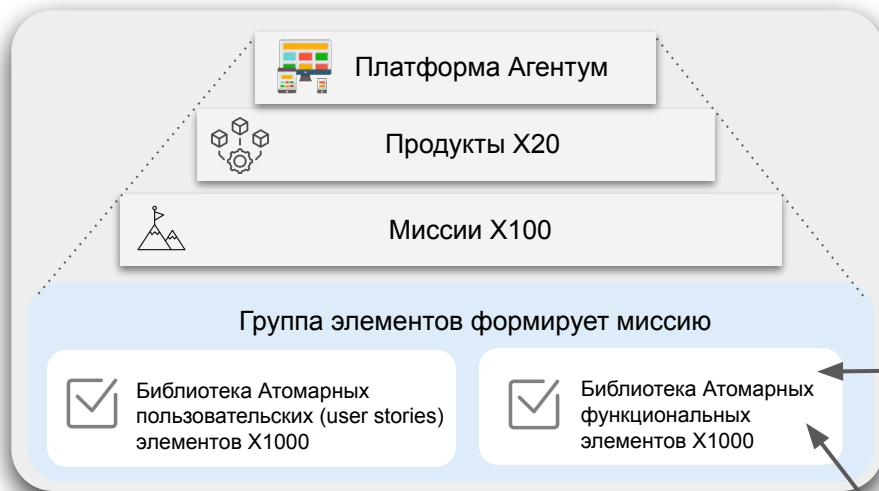 Платформа Агентум
Продукты X20
Миссии X100
Группа элементов формирует миссию
Библиотека Атомарных
пользовательских (user stories)
элементов X1000
Библиотека Атомарных
функциональных
элементов X1000